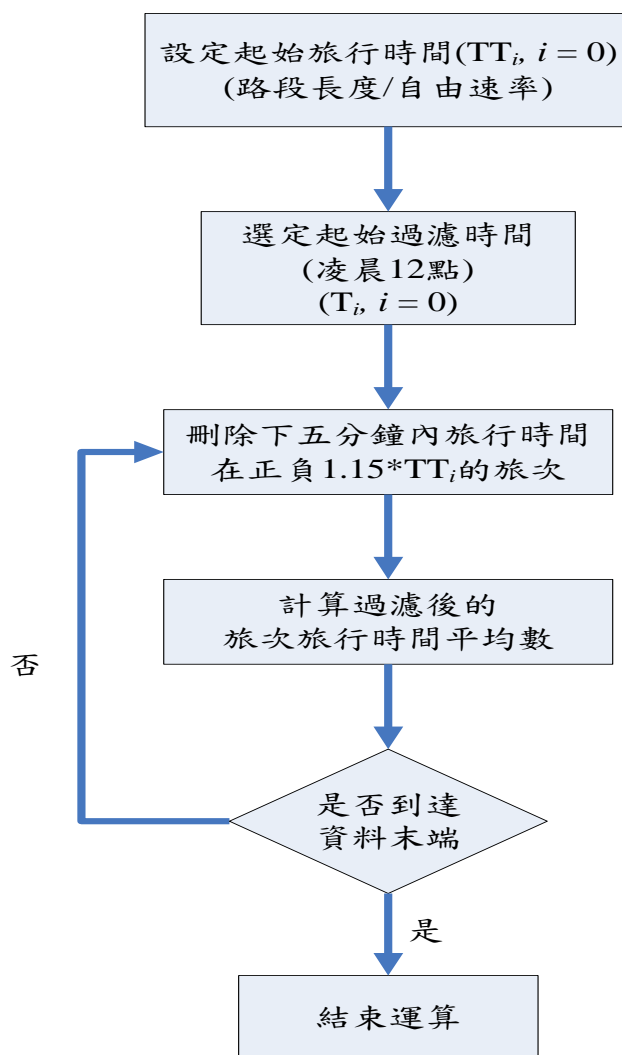 設定起始旅行時間(TTi, i = 0)
(路段長度/自由速率)
選定起始過濾時間
(凌晨12點)
(Ti, i = 0)
刪除下五分鐘內旅行時間
在正負1.15*TTi的旅次
計算過濾後的
旅次旅行時間平均數
否
是否到達
資料末端
是
結束運算